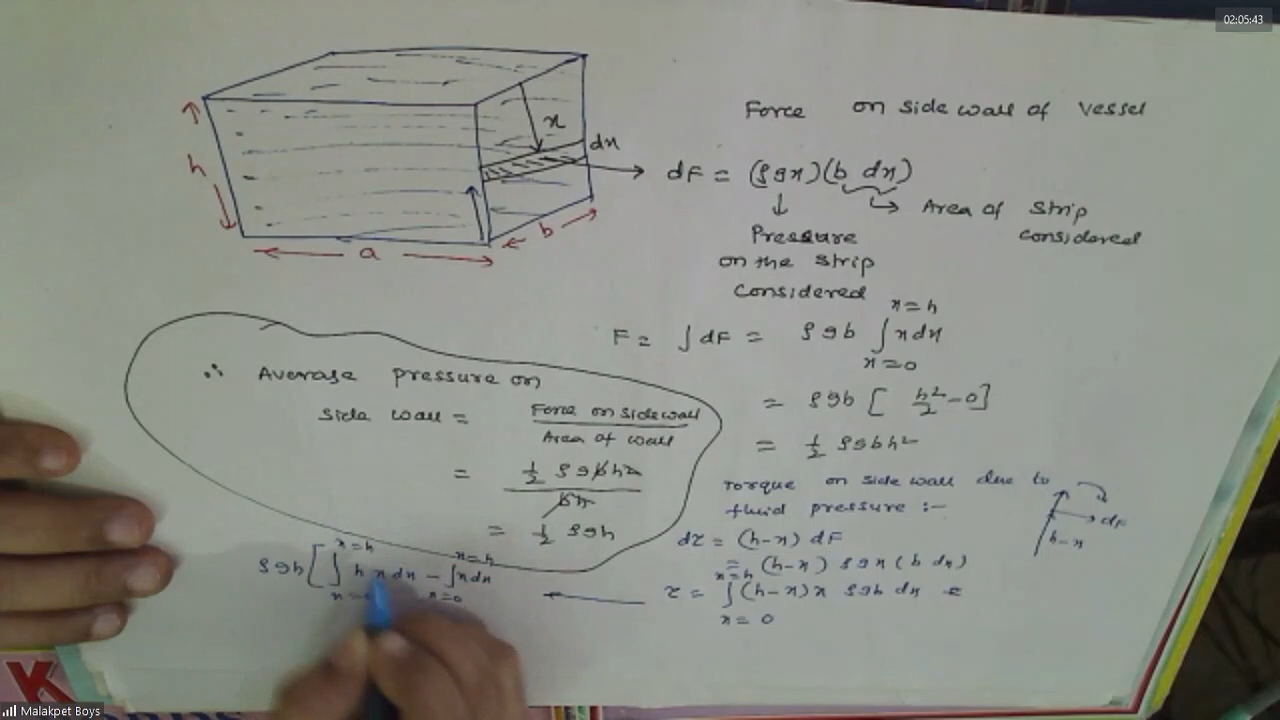 02:05:43
Force on side wall of vessel
x
dx
h
a
b
dF = (ρgx)(b dx)
↓ ↳ Area of strip considered
Pressure on the strip considered
F = ∫dF = ρgb ∫ x dx
x=h
x=0
= ρgb [h²/2 - 0]
= 1/2 ρgbh²
∴ Average pressure on
side wall = Force on sidewall / Area of wall
= 1/2 ρgbh² / bh
= 1/2 ρgh
Torque on side wall due to
fluid pressure :-
dF
h-x
dτ = (h-x) dF
= (h-x) ρgx (b dx)
x=h
τ = ∫(h-x)x ρgb dx =
x=0
x=h x=h
ρgh [∫ h x dx - ∫x dx
x=0
K
Malakpet Boys